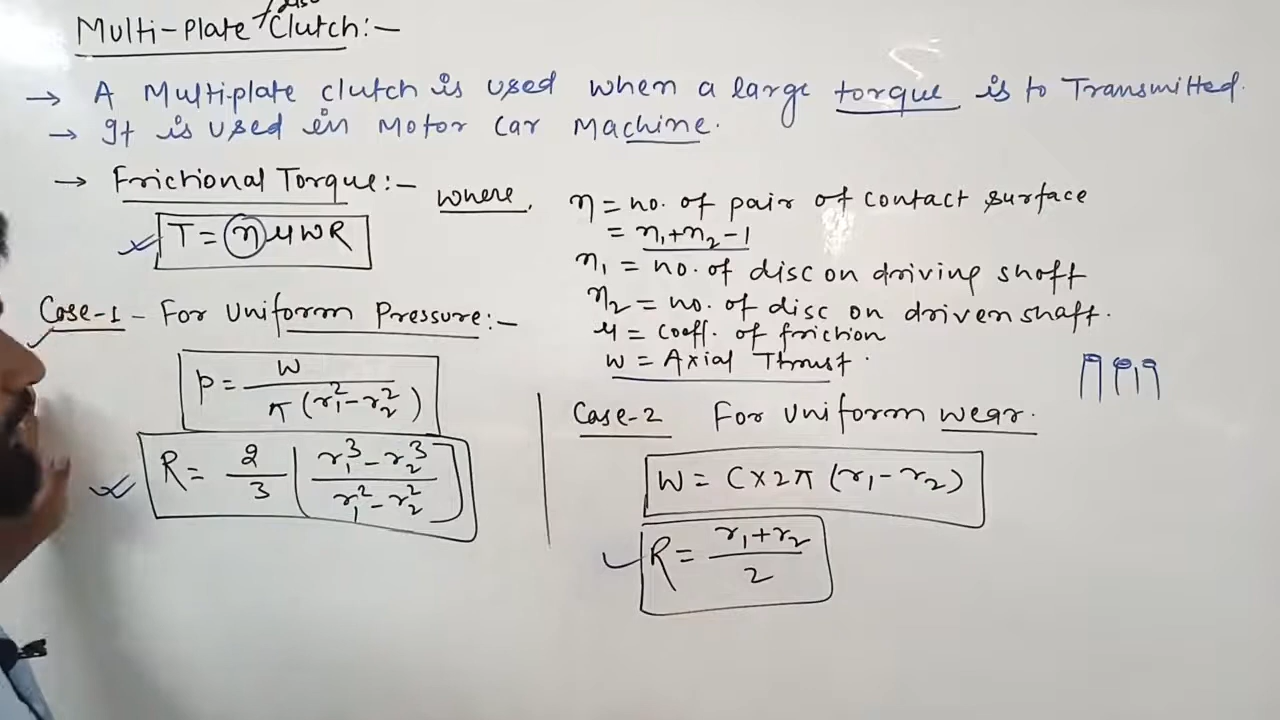 Multi-Plate Clutch:-
→ A Multiplate clutch is used when a large torque is to Transmitted.
→ It is used in Motor Car Machine.
→ Frictional Torque:-
T = nμWR
where,
n = no. of pair of contact surface
= n₁+n₂-1
n₁ = no. of disc on driving shaft
n₂ = no. of disc on driven shaft.
μ = coeff. of friction
W = Axial Thrust.
Case-1 - For Uniform Pressure:-
p = W / π(r₁²-r₂²)
R = 2/3 (r₁³-r₂³ / r₁²-r₂²)
Case-2 For Uniform wear.
W = C×2π (r₁-r₂)
R = r₁+r₂ / 2